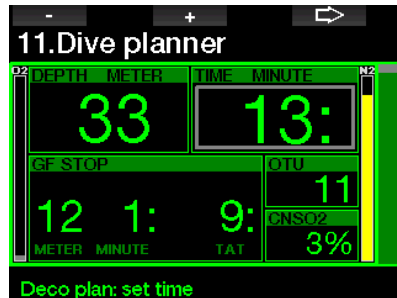 - +
11.Dive planner
O2 DEPTH METER TIME MINUTE N2
33 13:
GF STOP OTU
11
12 1: 9:
CNSO2
METER MINUTE TAT 3%
Deco plan: set time